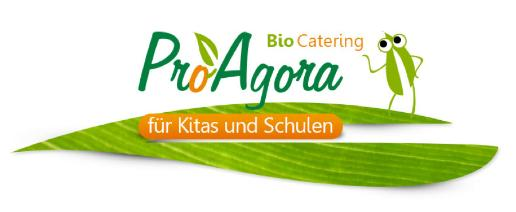 Bio Catering
ProAgora
für Kitas und Schulen